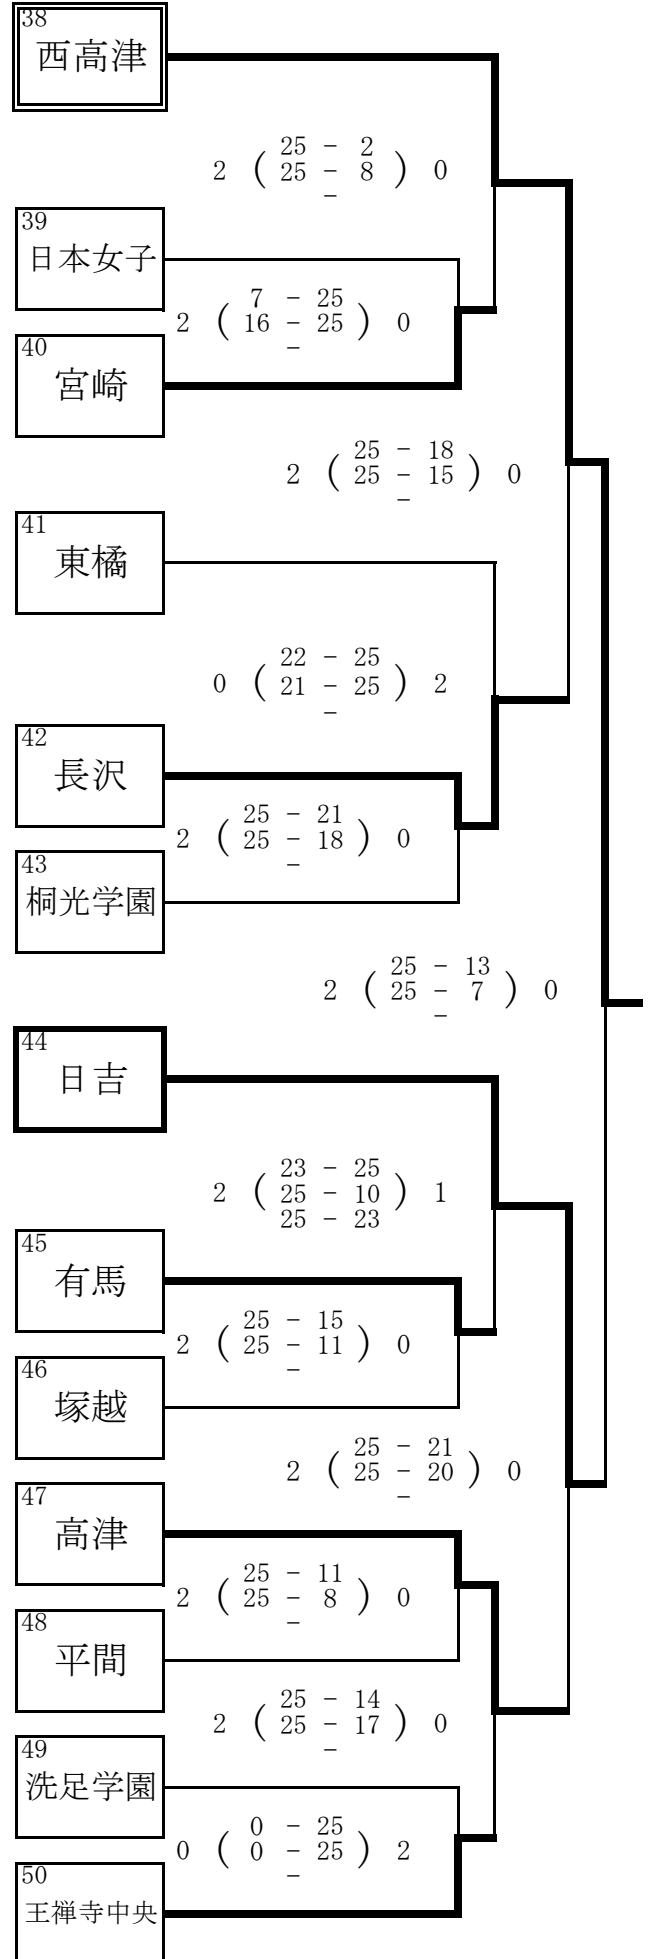 38
西高津
25 - 2
2 ( 25 - 8 ) 0
-
39
日本女子
7 - 25
2 ( 16 - 25 ) 0
-
40
宮崎
25 - 18
2 ( 25 - 15 ) 0
-
41
東橘
22 - 25
0 ( 21 - 25 ) 2
-
42
長沢
25 - 21
2 ( 25 - 18 ) 0
-
43
桐光学園
25 - 13
2 ( 25 - 7 ) 0
-
44
日吉
23 - 25
2 ( 25 - 10 ) 1
25 - 23
45
有馬
25 - 15
2 ( 25 - 11 ) 0
-
46
塚越
25 - 21
2 ( 25 - 20 ) 0
-
47
高津
25 - 11
2 ( 25 - 8 ) 0
-
48
平間
25 - 14
2 ( 25 - 17 ) 0
-
49
洗足学園
0 - 25
0 ( 0 - 25 ) 2
-
50
王禅寺中央